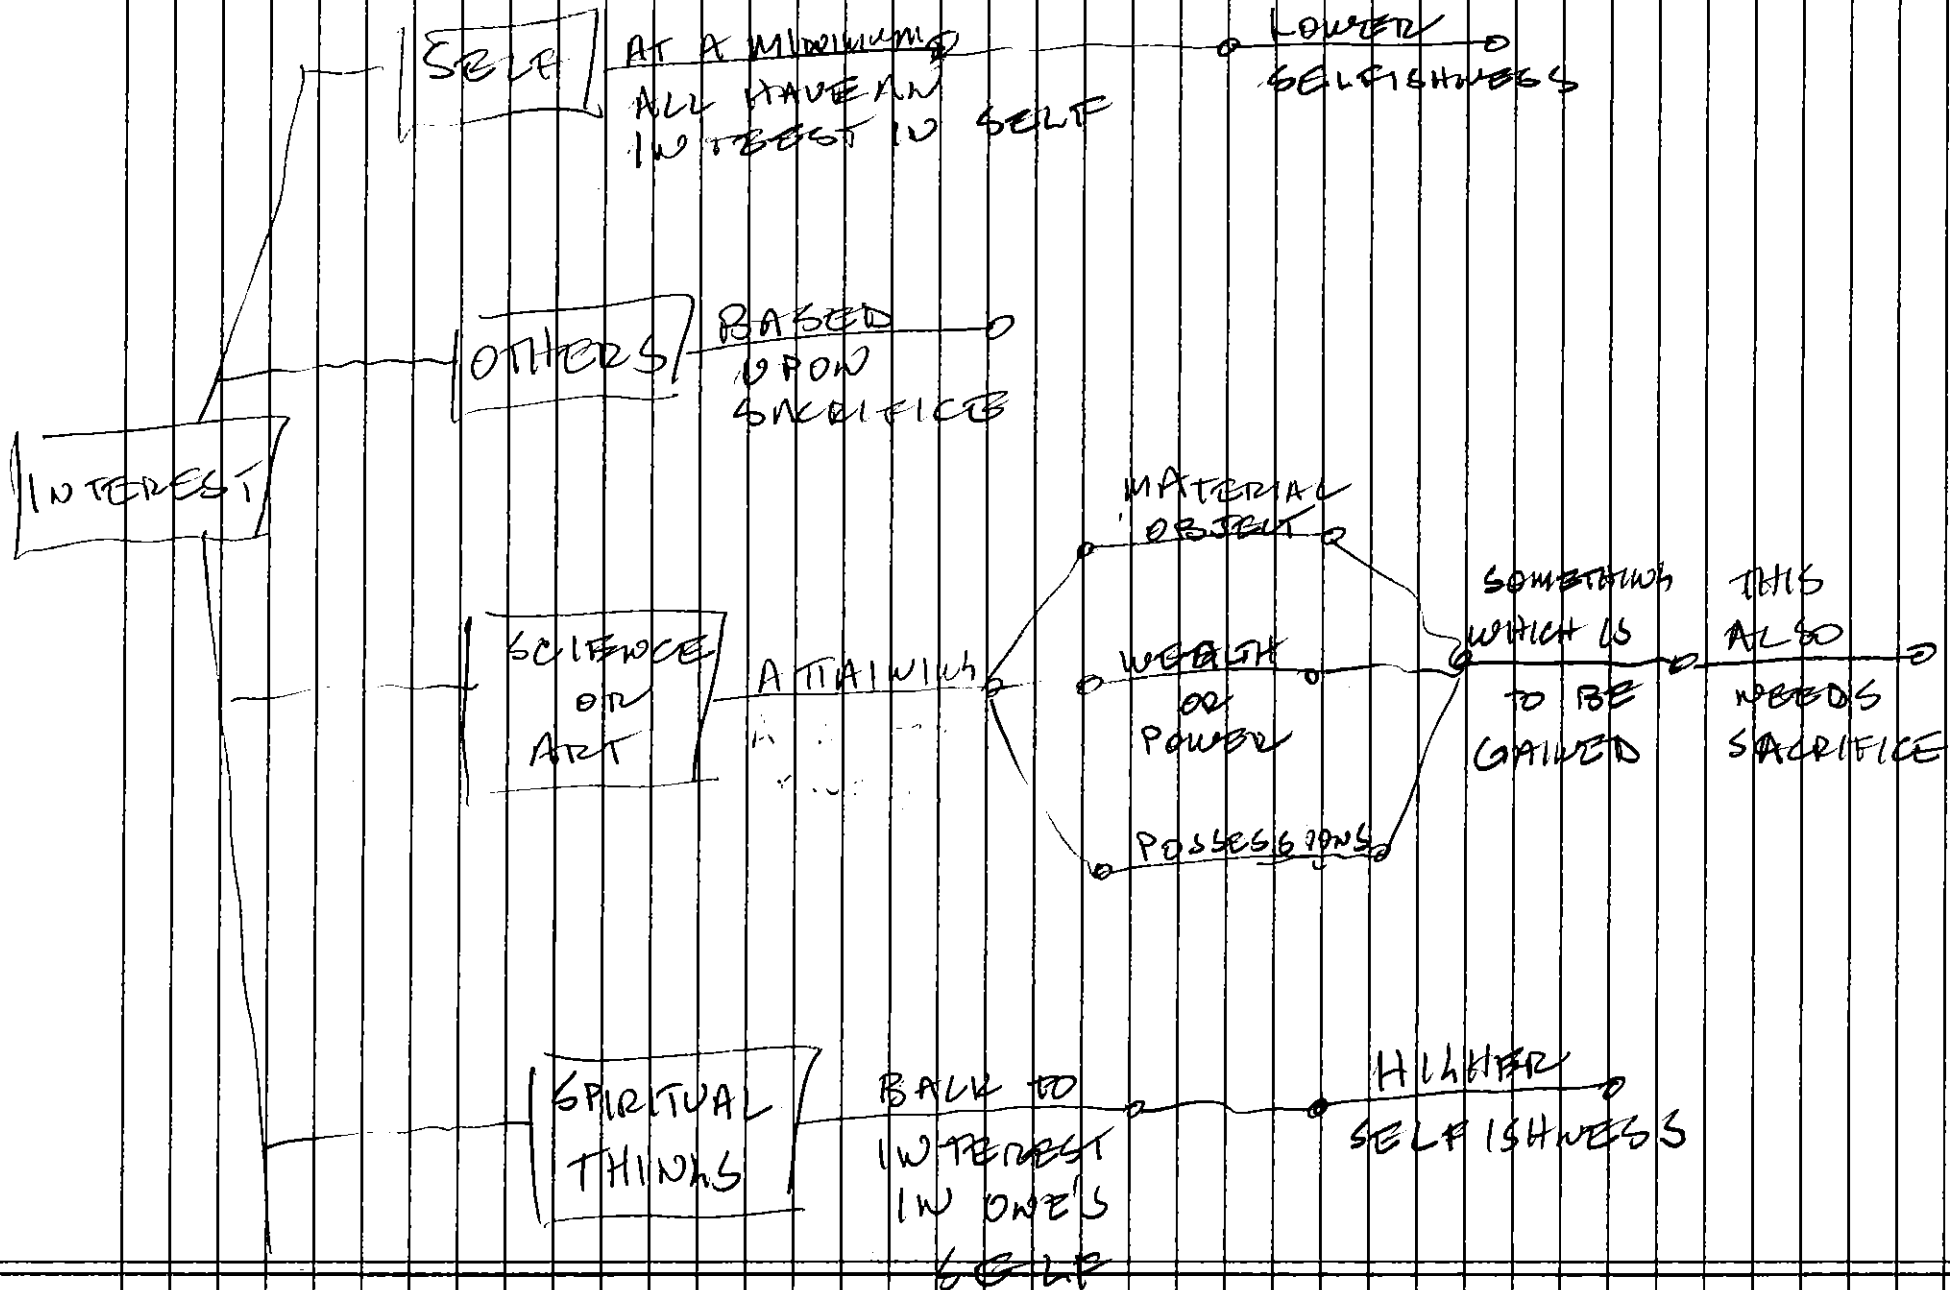 SELF
AT A MINIMUM
ALL HAVE AN
INTEREST IN SELF
LOWER
SELFISHNESS
OTHERS
BASED
UPON
SACRIFICE
INTEREST
SCIENCE
OR
ART
ATTAINING
MATERIAL
OBJECT
WEALTH
OR
POWER
POSSESSIONS
SOMETHING
WHICH IS
TO BE
GAINED
THIS
ALSO
NEEDS
SACRIFICE
SPIRITUAL
THINGS
BACK TO
INTEREST
IN ONE'S
SELF
HIGHER
SELFISHNESS